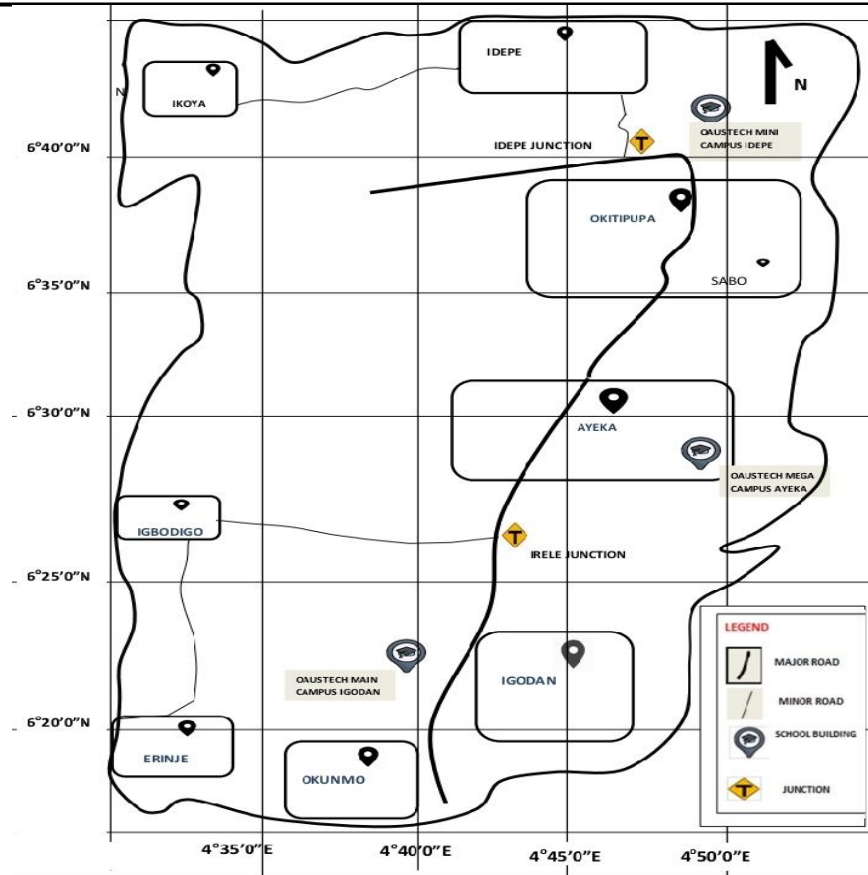 IDEPE
N
N
IKOYA
OAUSTECH MINI
CAMPUS IDEPE
IDEPE JUNCTION
6°40'0"N
OKITIPUPA
SABO
6°35'0"N
6°30'0"N
AYEKA
OAUSTECH MEGA
CAMPUS AYEKA
IGBODIGO
IRELE JUNCTION
6°25'0"N
LEGEND
MAJOR ROAD
MINOR ROAD
SCHOOL BUILDING
JUNCTION
OAUSTECH MAIN
CAMPUS IGODAN
IGODAN
6°20'0"N
ERINJE
OKUNMO
4°35'0"E
4°40'0"E
4°45'0"E
4°50'0"E